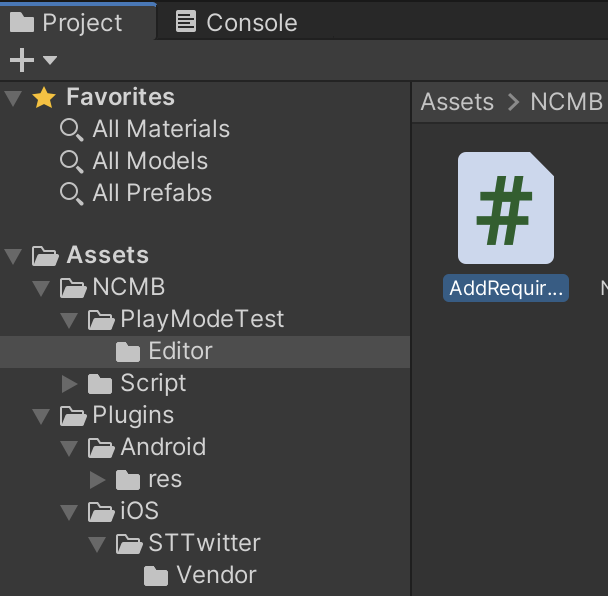 Project
Console
Favorites
All Materials
All Models
All Prefabs
Assets
NCMB
PlayModeTest
Editor
Script
Plugins
Android
res
iOS
STTwitter
Vendor
Assets > NCMB
#
AddRequir...
N